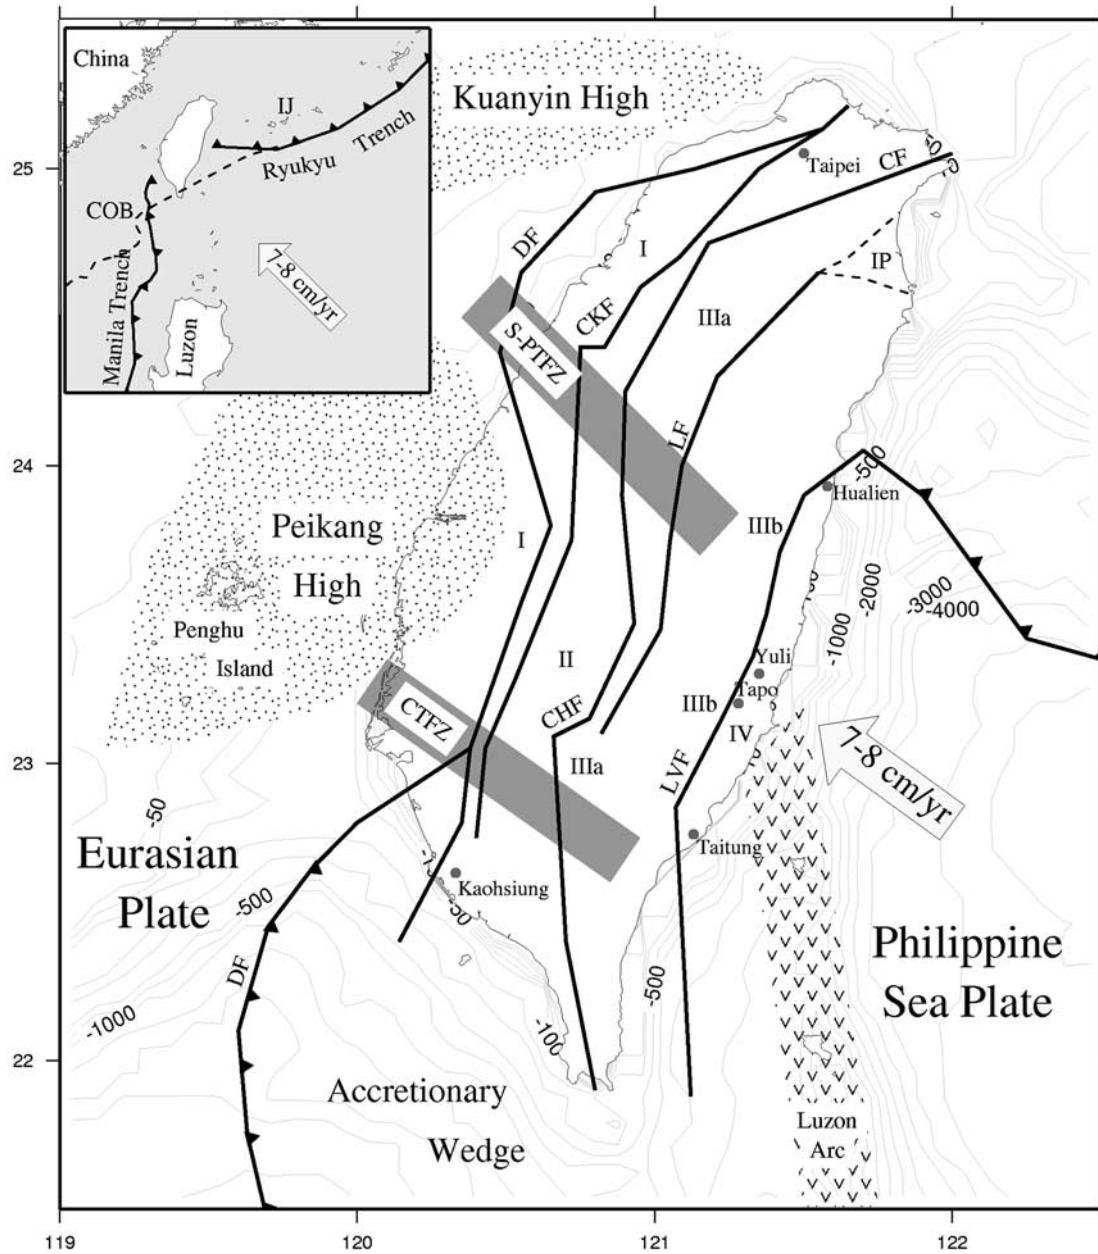 China
IJ
Trench
Ryukyu
COB
Manila Trench
Luzon
7-8 cm/yr
Kuanyin High
25
Taipei
CF
DF
I
IP
CKF
IIIa
S-PTFZ
LF
24
-500
Hualien
IIIb
I
Peikang
High
-2000
-3000
-4000
-1000
Penghu
Island
Yuli
II
Tapo
IIIb
CHF
IV
CTFZ
23
IIIa
LVF
7-8 cm/yr
-50
Eurasian
Plate
Taitung
Kaohsiung
-50
-500
DF
Philippine
Sea Plate
-500
-1000
-100
22
Accretionary
Wedge
Luzon
Arc
119
120
121
122